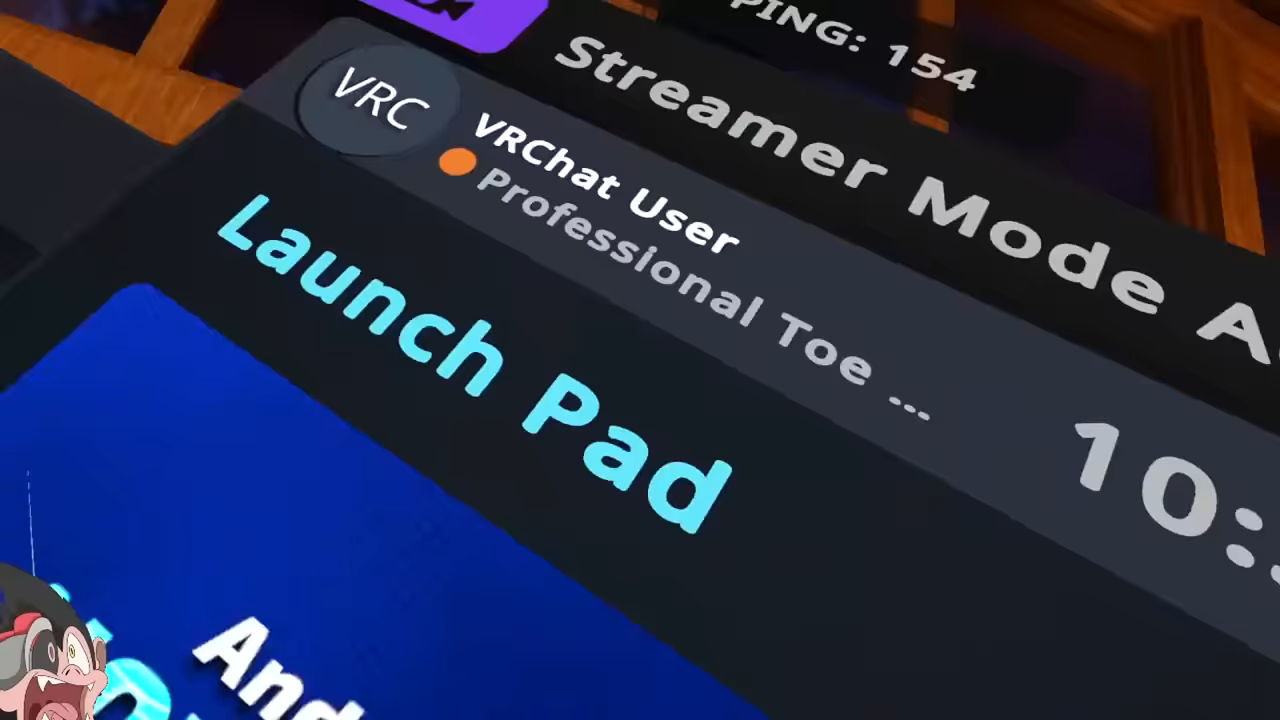 PING: 154
Streamer Mode
VRC
VRChat User
Professional Toe ...
10:
Launch Pad
And